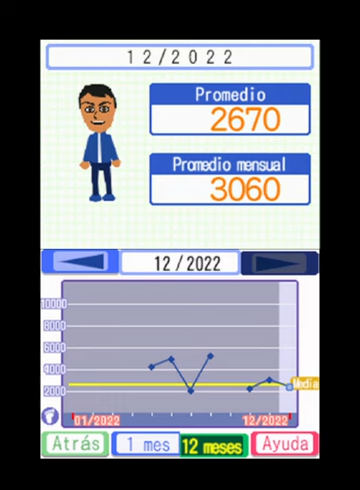 12/2022
Promedio
2670
Promedio mensual
3060
12/2022
10000
8000
6000
4000
2000
Media
01/2022 12/2022
Atrás 1 mes 12 meses Ayuda